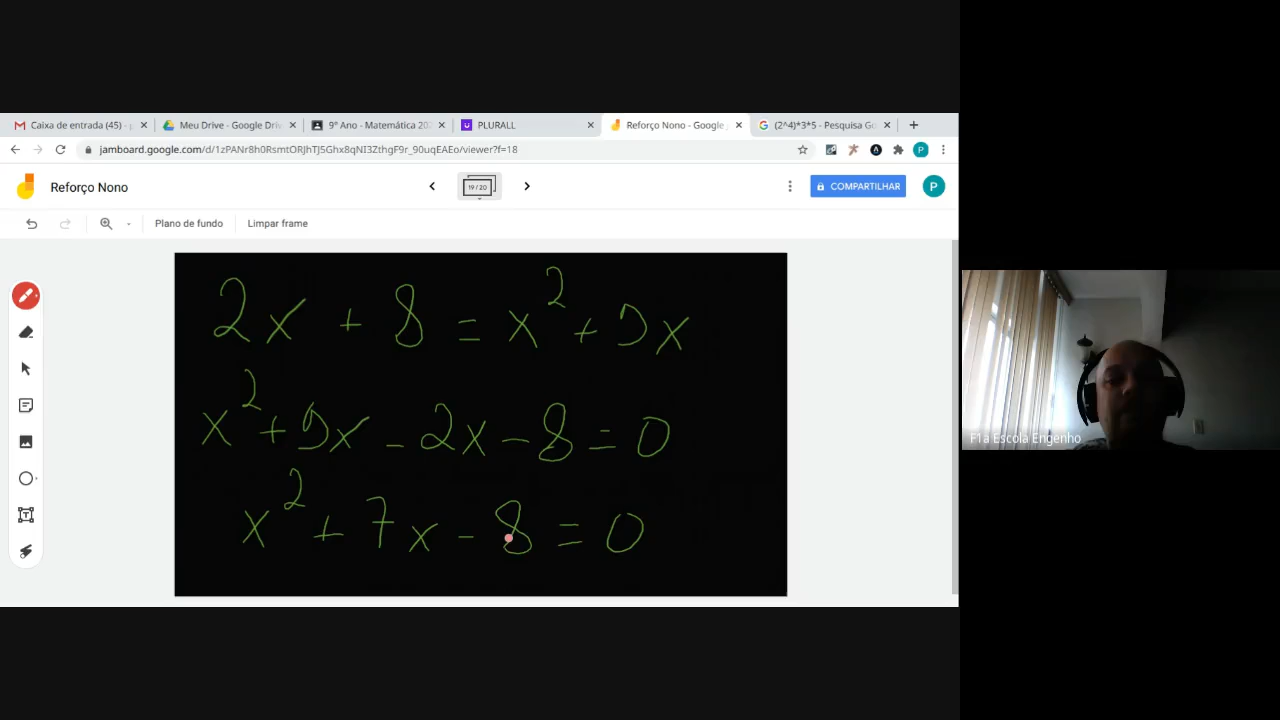 Caixa de entrada (45) -
Meu Drive - Google Dri
9º Ano - Matemática 202
PLURALL
Reforço Nono - Google
(2^4)*3*5 - Pesquisa Go
jamboard.google.com/d/1zPANr8h0RsmtORJhTJ5Ghx8qNI3ZthgF9r_90uqEAEo/viewer?f=18
P
Reforço Nono
19 / 20
COMPARTILHAR
P
Plano de fundo
Limpar frame
2x + 8 = x² + 9x
x² + 9x - 2x - 8 = 0
x² + 7x - 8 = 0
F1a Escola Engenho